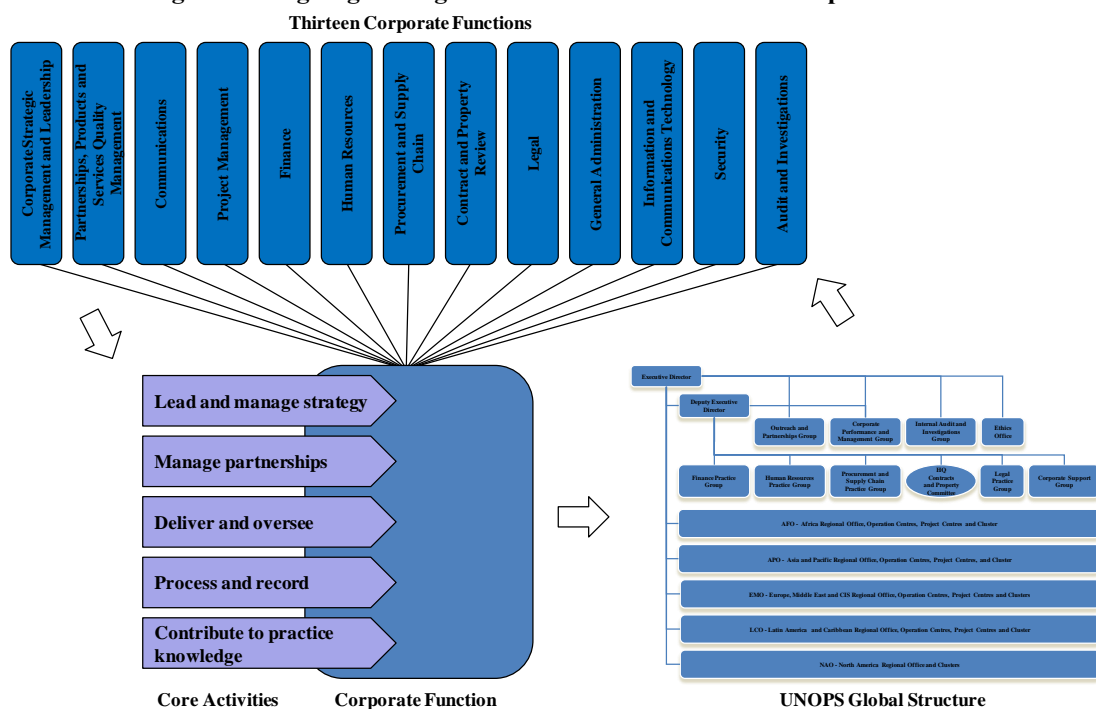 Thirteen Corporate Functions
Corporate Strategic
Management and Leadership
Partnerships, Products and
Services Quality
Management
Communications
Project Management
Finance
Human Resources
Procurement and Supply
Chain
Contract and Property
Review
Legal
General Administration
Information and
Communications Technology
Security
Audit and Investigations
Lead and manage strategy
Manage partnerships
Deliver and oversee
Process and record
Contribute to practice
knowledge
Core Activities
Corporate Function
Executive Director
Deputy Executive
Director
Outreach and
Partnerships Group
Corporate
Performance and
Management Group
Internal Audit and
Investigations
Group
Ethics
Office
Finance Practice
Group
Human Resources
Practice Group
Procurement and
Supply Chain
Practice Group
HQ
Contracts
and Property
Committee
Legal
Practice
Group
Corporate Support
Group
AFO - Africa Regional Office, Operation Centres, Project Centres and Cluster
APO - Asia and Pacific Regional Office, Operation Centres, Project Centres, and Cluster
EMO - Europe, Middle East and CIS Regional Office, Operation Centres, Project Centres and Clusters
LCO - Latin America and Caribbean Regional Office, Operation Centres, Project Centres and Cluster
NAO - North America Regional Office and Clusters
UNOPS Global Structure